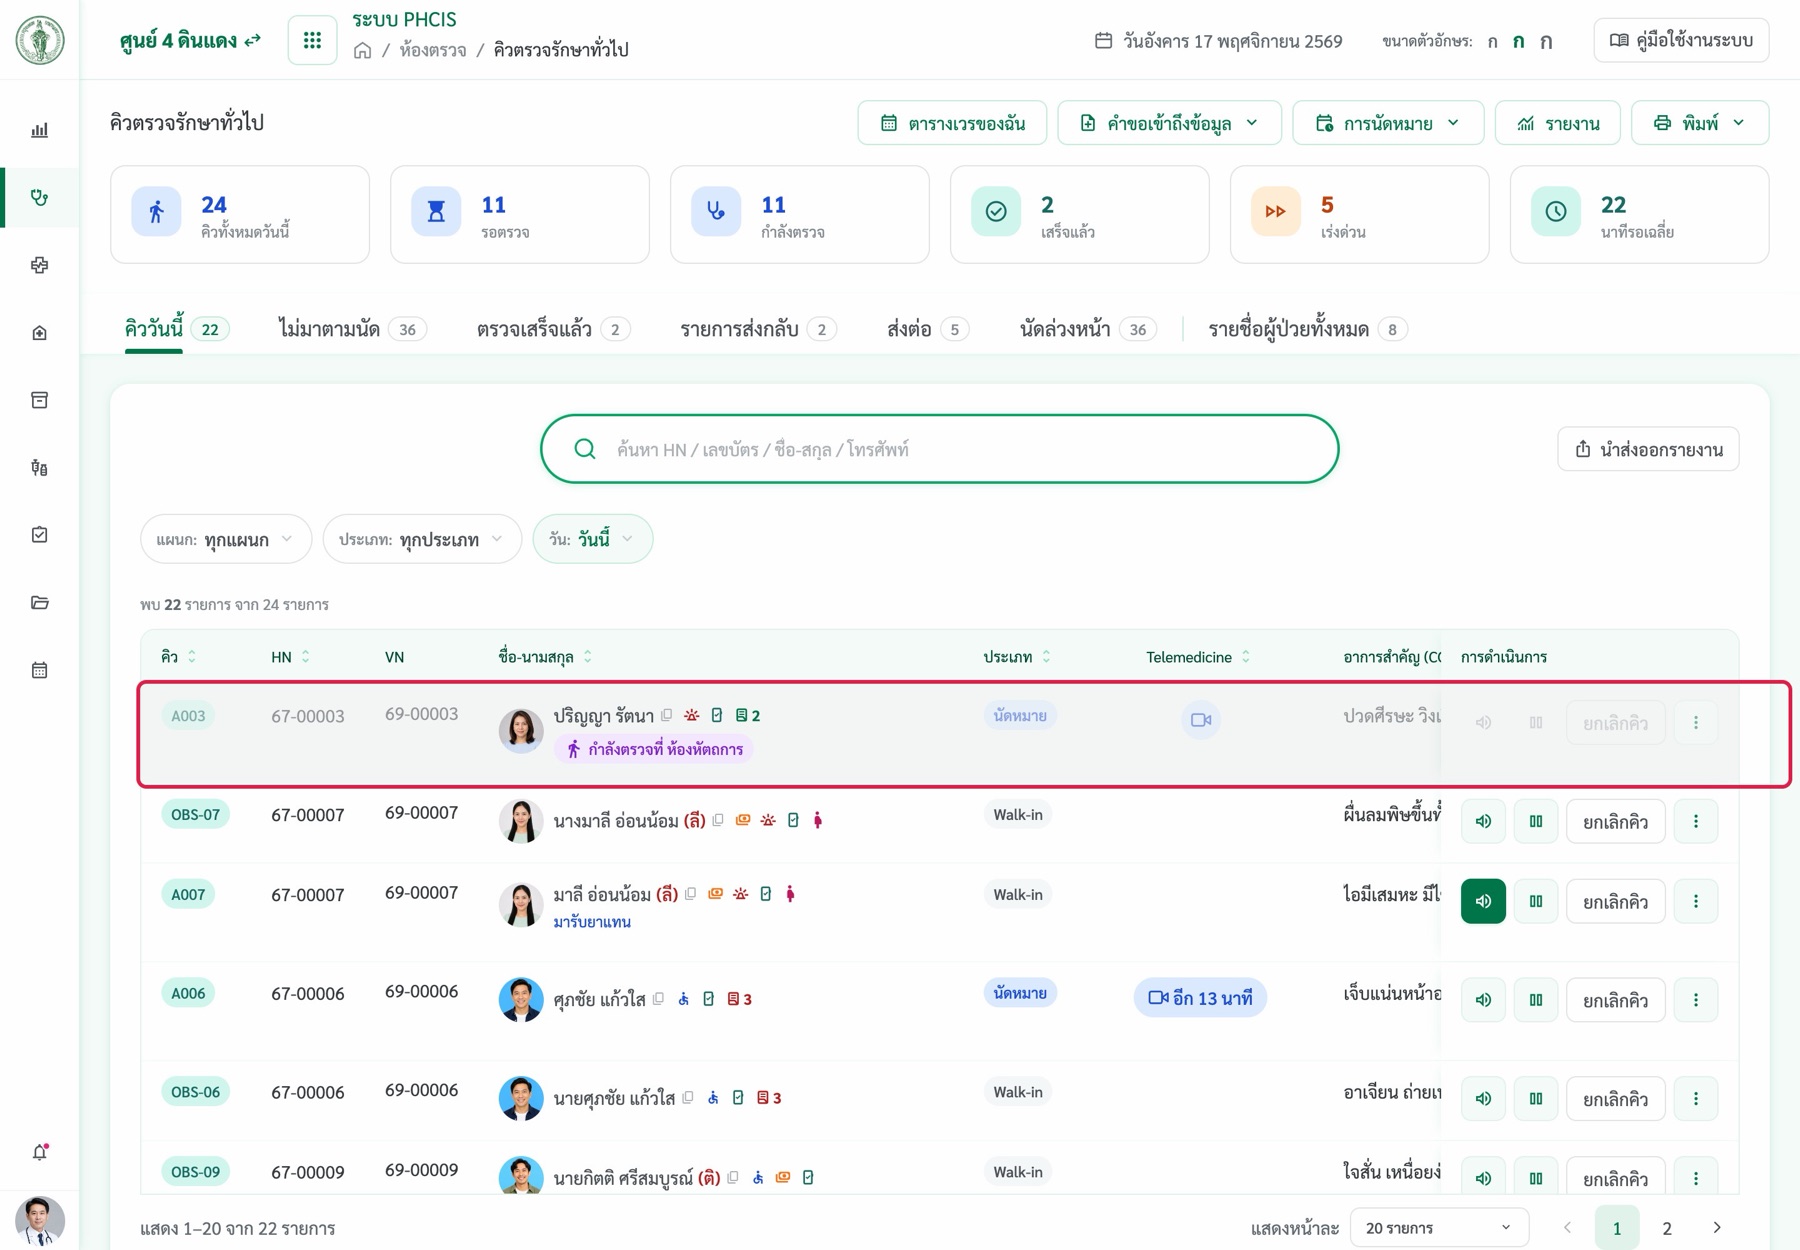 ศูนย์ 4 ดินแดง
ระบบ PHCIS
/ ห้องตรวจ / คิวตรวจรักษาทั่วไป
วันอังคาร 17 พฤศจิกายน 2569
ขนาดตัวอักษร: ก ก ก
คู่มือใช้งานระบบ
คิวตรวจรักษาทั่วไป
ตารางเวรของฉัน
คำขอเข้าถึงข้อมูล
การนัดหมาย
รายงาน
พิมพ์
24
คิวทั้งหมดวันนี้
11
รอตรวจ
11
กำลังตรวจ
2
เสร็จแล้ว
5
เร่งด่วน
22
นาทีรอเฉลี่ย
คิววันนี้ 22
ไม่มาตามนัด 36
ตรวจเสร็จแล้ว 2
รายการส่งกลับ 2
ส่งต่อ 5
นัดล่วงหน้า 36
รายชื่อผู้ป่วยทั้งหมด 8
ค้นหา HN / เลขบัตร / ชื่อ-สกุล / โทรศัพท์
นำส่งออกรายงาน
แผนก: ทุกแผนก
ประเภท: ทุกประเภท
วัน: วันนี้
พบ 22 รายการ จาก 24 รายการ
คิว HN VN ชื่อ-นามสกุล ประเภท Telemedicine อาการสำคัญ (CC การดำเนินการ
A003 67-00003 69-00003 ปริญญา รัตนา 2 นัดหมาย ปวดศีรษะ วิงเ ยกเลิกคิว
กำลังตรวจที่ ห้องหัตถการ
OBS-07 67-00007 69-00007 นางมาลี อ่อนน้อม (ลี) Walk-in ผื่นลมพิษขึ้นทั้ ยกเลิกคิว
A007 67-00007 69-00007 มาลี อ่อนน้อม (ลี) Walk-in ไอมีเสมหะ มีไ ยกเลิกคิว
มารับยาแทน
A006 67-00006 69-00006 ศุภชัย แก้วใส 3 นัดหมาย อีก 13 นาที เจ็บแน่นหน้าอ ยกเลิกคิว
OBS-06 67-00006 69-00006 นายศุภชัย แก้วใส 3 Walk-in อาเจียน ถ่ายเห ยกเลิกคิว
OBS-09 67-00009 69-00009 นายกิตติ ศรีสมบูรณ์ (ติ) Walk-in ใจสั่น เหนื่อยง่ ยกเลิกคิว
แสดง 1–20 จาก 22 รายการ
แสดงหน้าละ 20 รายการ 1 2